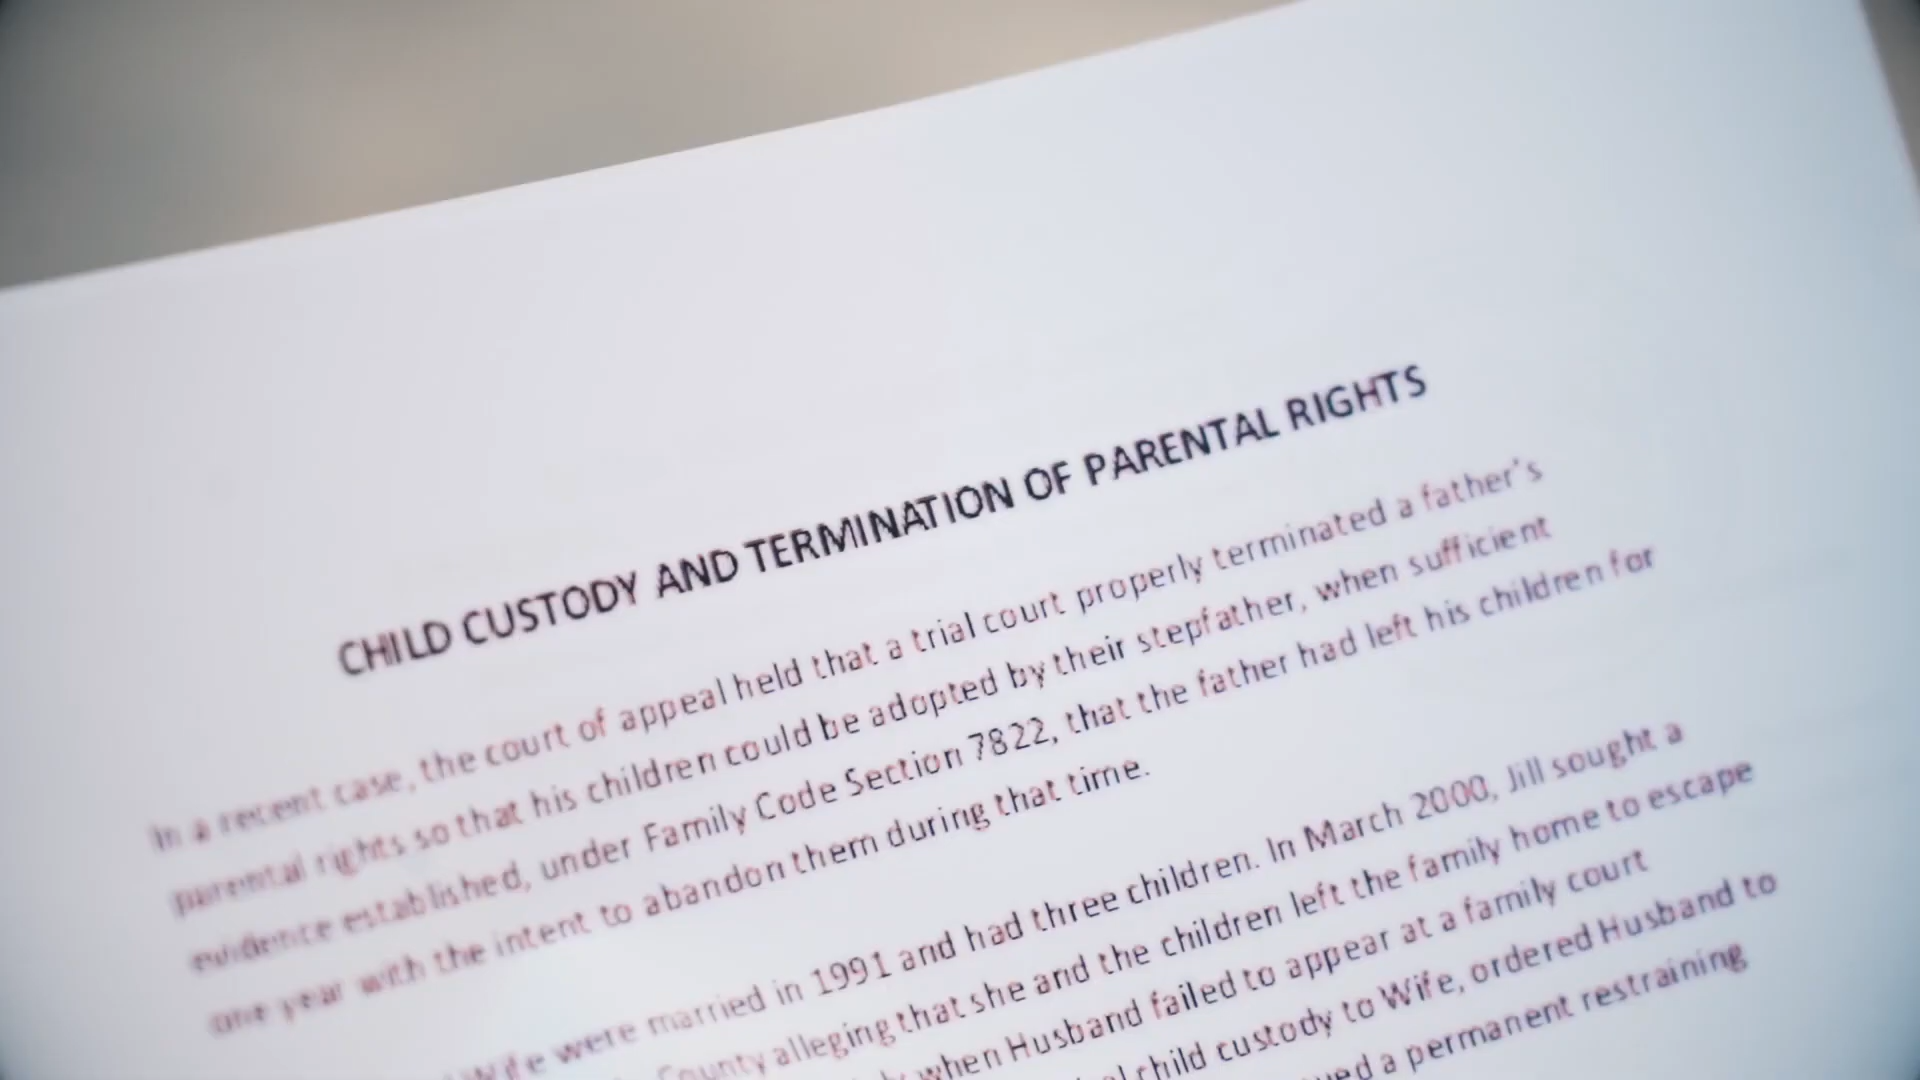 CHILD CUSTODY AND TERMINATION OF PARENTAL RIGHTS
In a recent case, the court of appeal held that a trial court properly terminated a father's
parental rights so that his children could be adopted by their stepfather, when sufficient
evidence established, under Family Code Section 7822, that the father had left his children for
one year with the intent to abandon them during that time.
Wife were married in 1991 and had three children. In March 2000, Jill sought a
County alleging that she and the children left the family home to escape
when Husband failed to appear at a family court
child custody to Wife, ordered Husband to
a permanent restraining